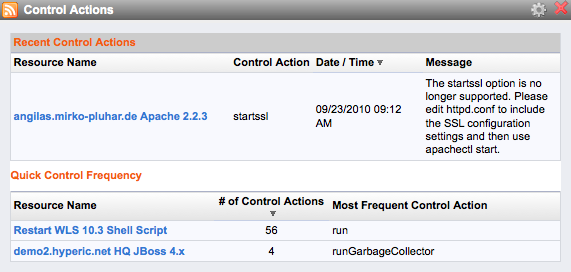 Control Actions
Recent Control Actions
Resource Name Control Action Date / Time Message
angilas.mirko-pluhar.de Apache 2.2.3 startssl 09/23/2010 09:12 AM The startssl option is no
longer supported. Please
edit httpd.conf to include
the SSL configuration
settings and then use
apachectl start.
Quick Control Frequency
Resource Name # of Control Actions Most Frequent Control Action
Restart WLS 10.3 Shell Script 56 run
demo2.hyperic.net HQ JBoss 4.x 4 runGarbageCollector